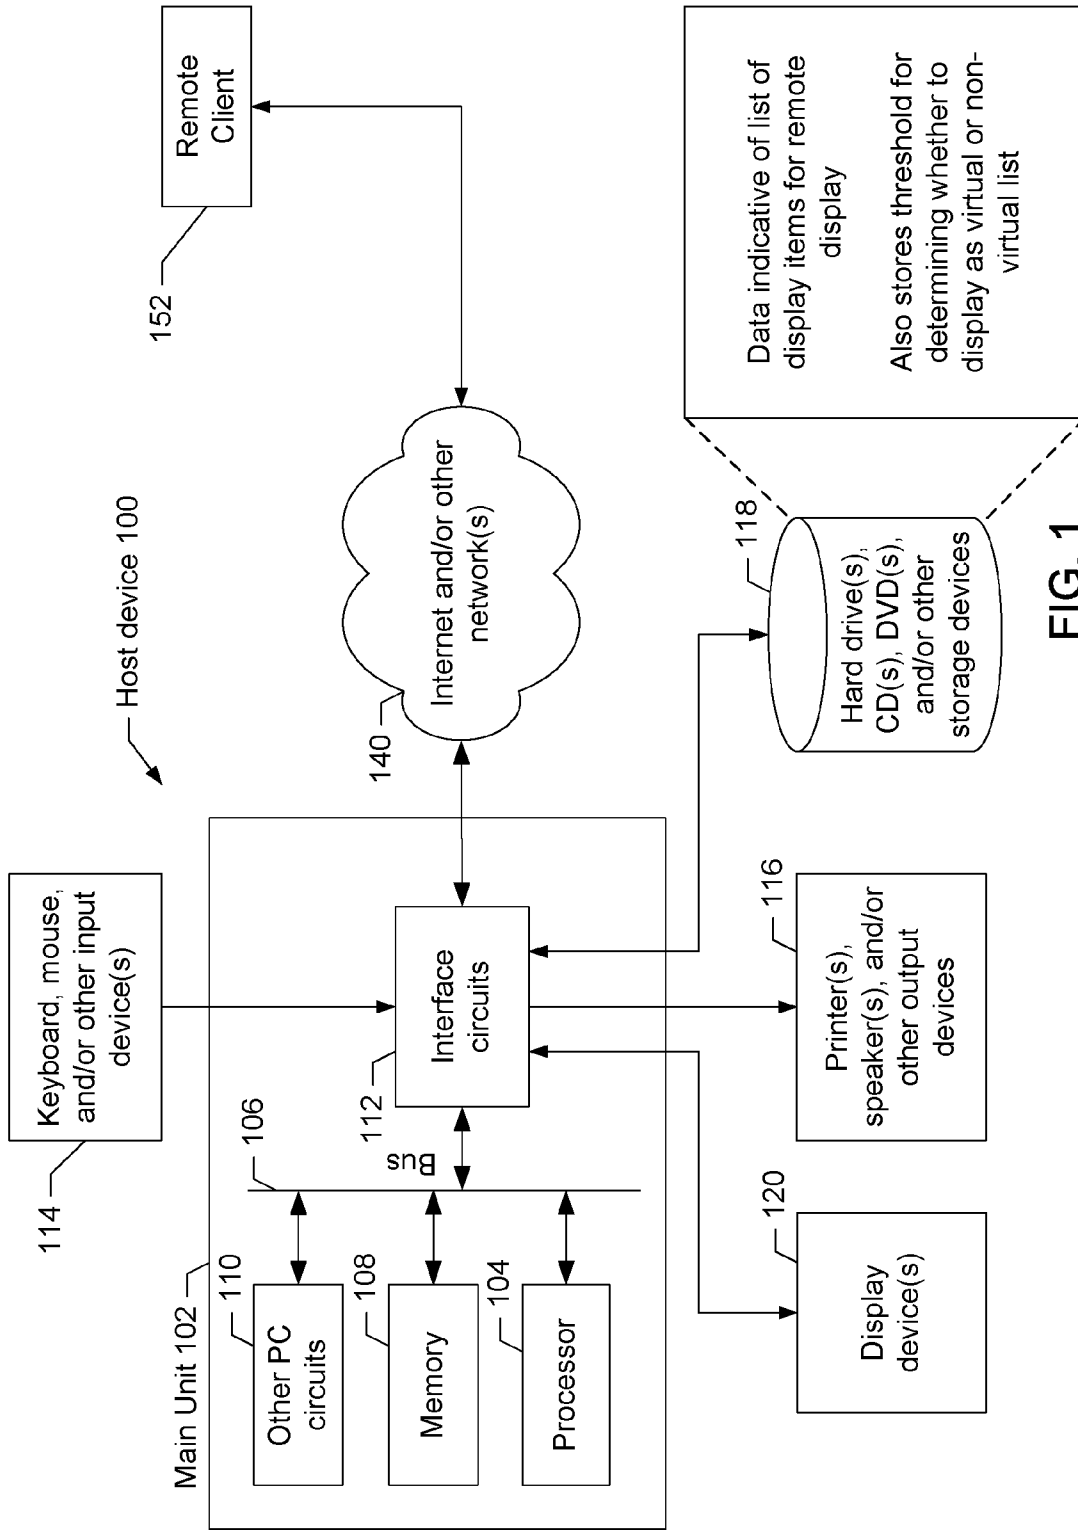 Host device 100
Keyboard, mouse,
and/or other input
device(s)
114
Main Unit 102
Other PC
circuits
110
Memory
108
Processor
104
106
Bus
Interface
circuits
112
Internet and/or other
network(s)
140
Remote
Client
152
Display
device(s)
120
Printer(s),
speaker(s), and/or
other output
devices
116
Hard drive(s),
CD(s), DVD(s),
and/or other
storage devices
118
Data indicative of list of
display items for remote
display
Also stores threshold for
determining whether to
display as virtual or non-
virtual list
FIG. 1